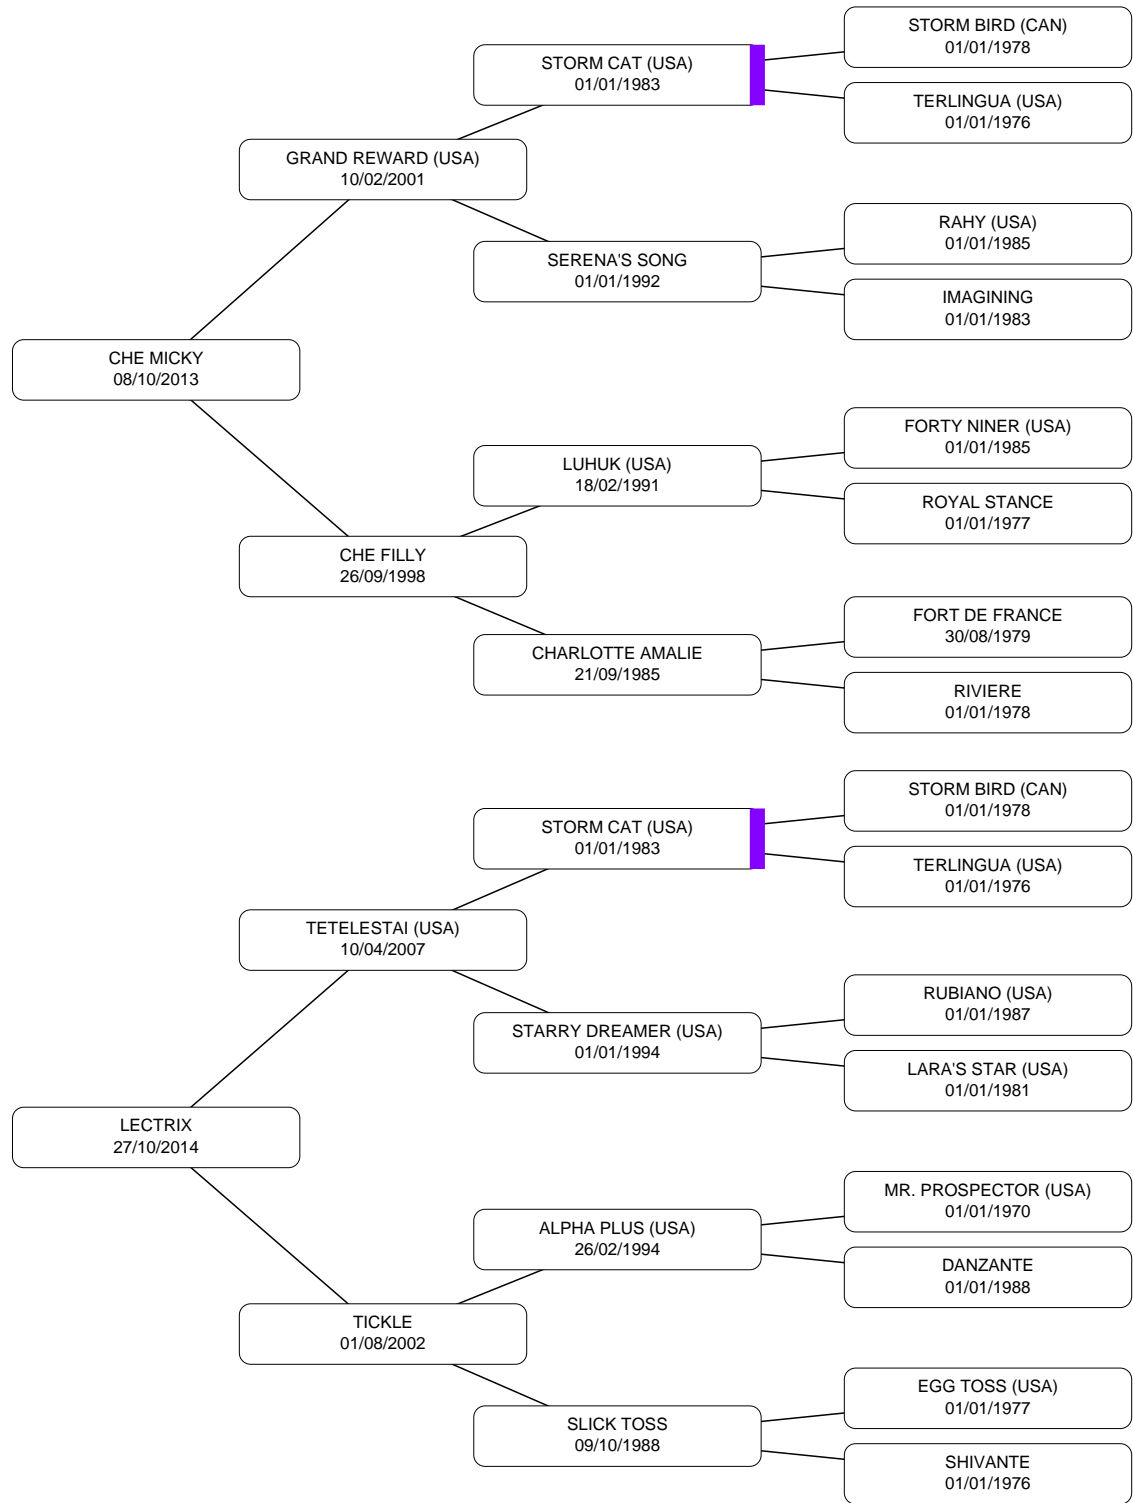 STORM BIRD (CAN)
01/01/1978
STORM CAT (USA)
01/01/1983
TERLINGUA (USA)
01/01/1976
GRAND REWARD (USA)
10/02/2001
RAHY (USA)
01/01/1985
SERENA'S SONG
01/01/1992
IMAGINING
01/01/1983
CHE MICKY
08/10/2013
FORTY NINER (USA)
01/01/1985
LUHUK (USA)
18/02/1991
ROYAL STANCE
01/01/1977
CHE FILLY
26/09/1998
FORT DE FRANCE
30/08/1979
CHARLOTTE AMALIE
21/09/1985
RIVIERE
01/01/1978
STORM BIRD (CAN)
01/01/1978
STORM CAT (USA)
01/01/1983
TERLINGUA (USA)
01/01/1976
TETELESTAI (USA)
10/04/2007
RUBIANO (USA)
01/01/1987
STARRY DREAMER (USA)
01/01/1994
LARA'S STAR (USA)
01/01/1981
LECTRIX
27/10/2014
MR. PROSPECTOR (USA)
01/01/1970
ALPHA PLUS (USA)
26/02/1994
DANZANTE
01/01/1988
TICKLE
01/08/2002
EGG TOSS (USA)
01/01/1977
SLICK TOSS
09/10/1988
SHIVANTE
01/01/1976